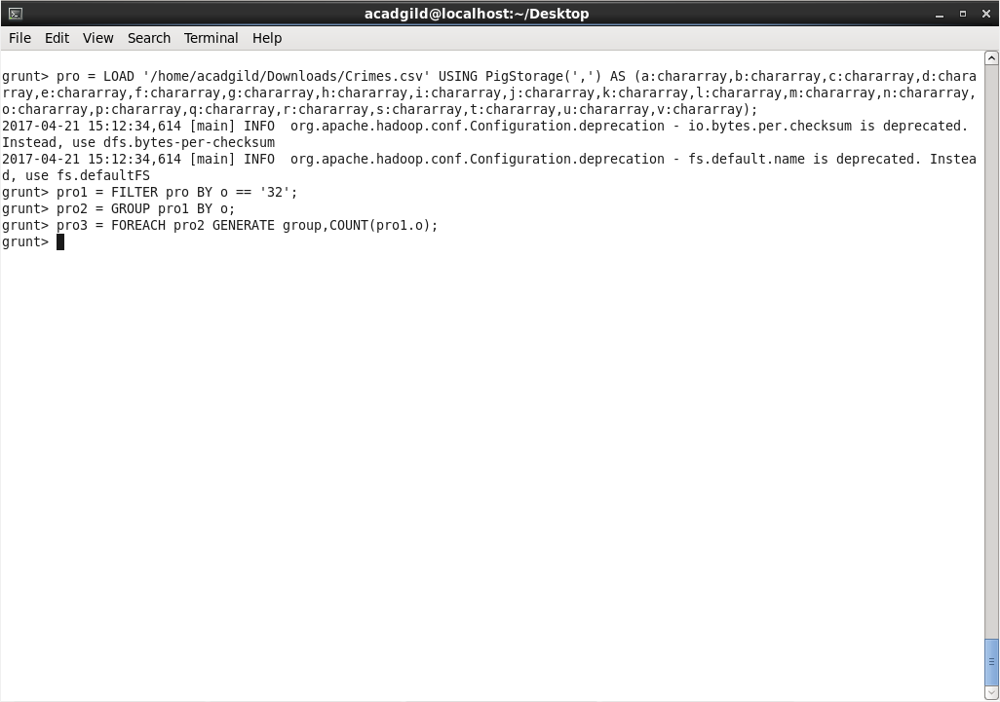 acadgild@localhost:~/Desktop
File Edit View Search Terminal Help
grunt> pro = LOAD '/home/acadgild/Downloads/Crimes.csv' USING PigStorage(',') AS (a:chararray,b:chararray,c:chararray,d:chara
rray,e:chararray,f:chararray,g:chararray,h:chararray,i:chararray,j:chararray,k:chararray,l:chararray,m:chararray,n:chararray,
o:chararray,p:chararray,q:chararray,r:chararray,s:chararray,t:chararray,u:chararray,v:chararray);
2017-04-21 15:12:34,614 [main] INFO  org.apache.hadoop.conf.Configuration.deprecation - io.bytes.per.checksum is deprecated.
Instead, use dfs.bytes-per-checksum
2017-04-21 15:12:34,614 [main] INFO  org.apache.hadoop.conf.Configuration.deprecation - fs.default.name is deprecated. Instea
d, use fs.defaultFS
grunt> pro1 = FILTER pro BY o == '32';
grunt> pro2 = GROUP pro1 BY o;
grunt> pro3 = FOREACH pro2 GENERATE group,COUNT(pro1.o);
grunt>